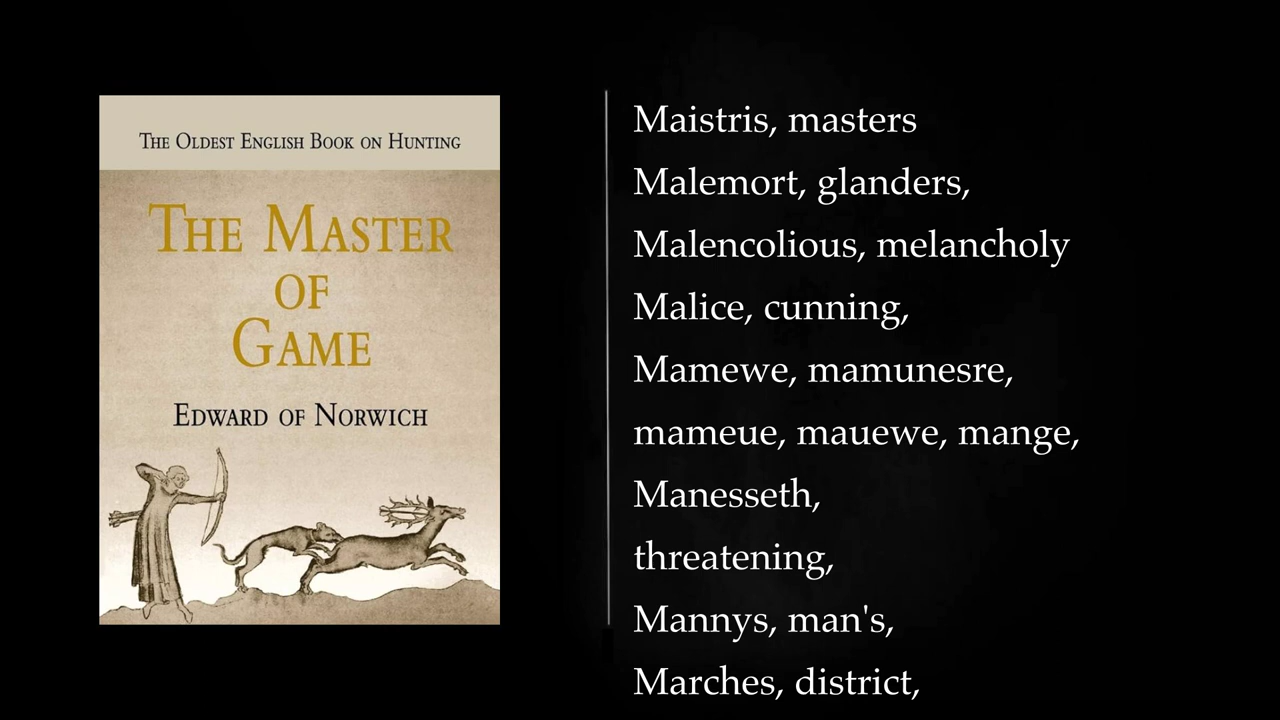 The Oldest English Book on Hunting
The Master
of
Game
Edward of Norwich
Maistris, masters
Malemort, glanders,
Malencolious, melancholy
Malice, cunning,
Mamewe, mamunesre,
mameue, mauewe, mange,
Manesseth,
threatening,
Mannys, man's,
Marches, district,